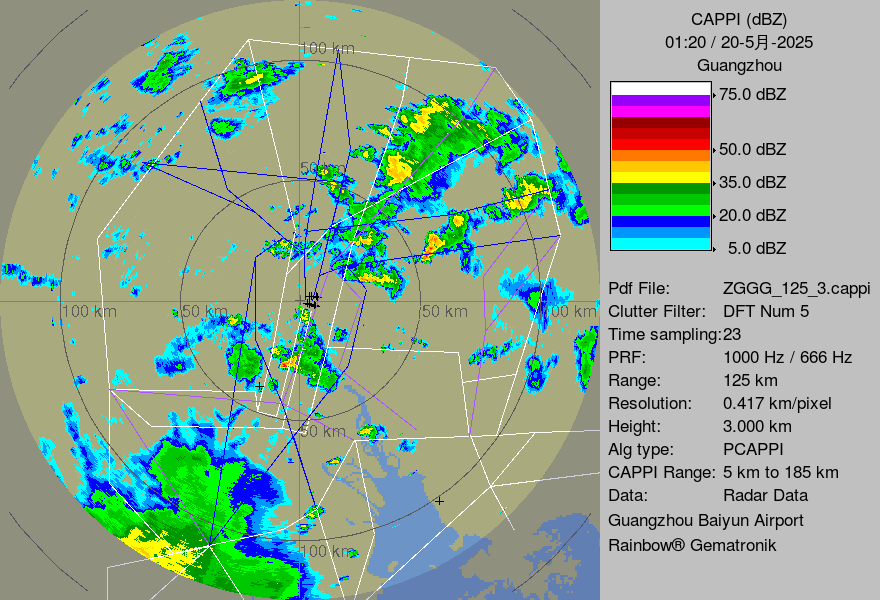 100 km
50 km
100 km
50 km
50 km
100 km
50 km
100 km
CAPPI (dBZ)
01:20 / 20-5月-2025
Guangzhou
75.0 dBZ
50.0 dBZ
35.0 dBZ
20.0 dBZ
5.0 dBZ
Pdf File: ZGGG_125_3.cappi
Clutter Filter: DFT Num 5
Time sampling:23
PRF: 1000 Hz / 666 Hz
Range: 125 km
Resolution: 0.417 km/pixel
Height: 3.000 km
Alg type: PCAPPI
CAPPI Range: 5 km to 185 km
Data: Radar Data
Guangzhou Baiyun Airport
Rainbow® Gematronik